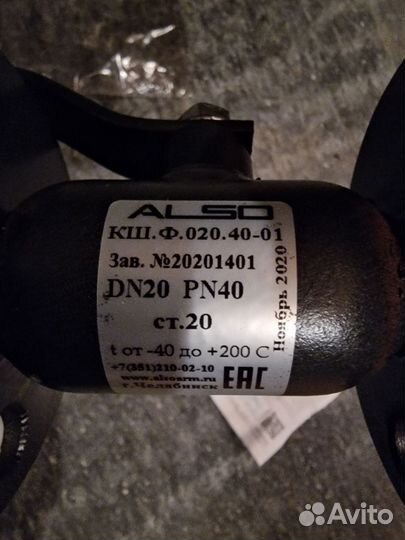 ALSO
КШ.Ф.020.40-01
Зав. №20201401
DN20 PN40
ст.20
t от -40 до +200 С
+7(351)210-02-10
www.alsoarm.ru
г.Челябинск
EAC
Ноябрь 2020
Avito